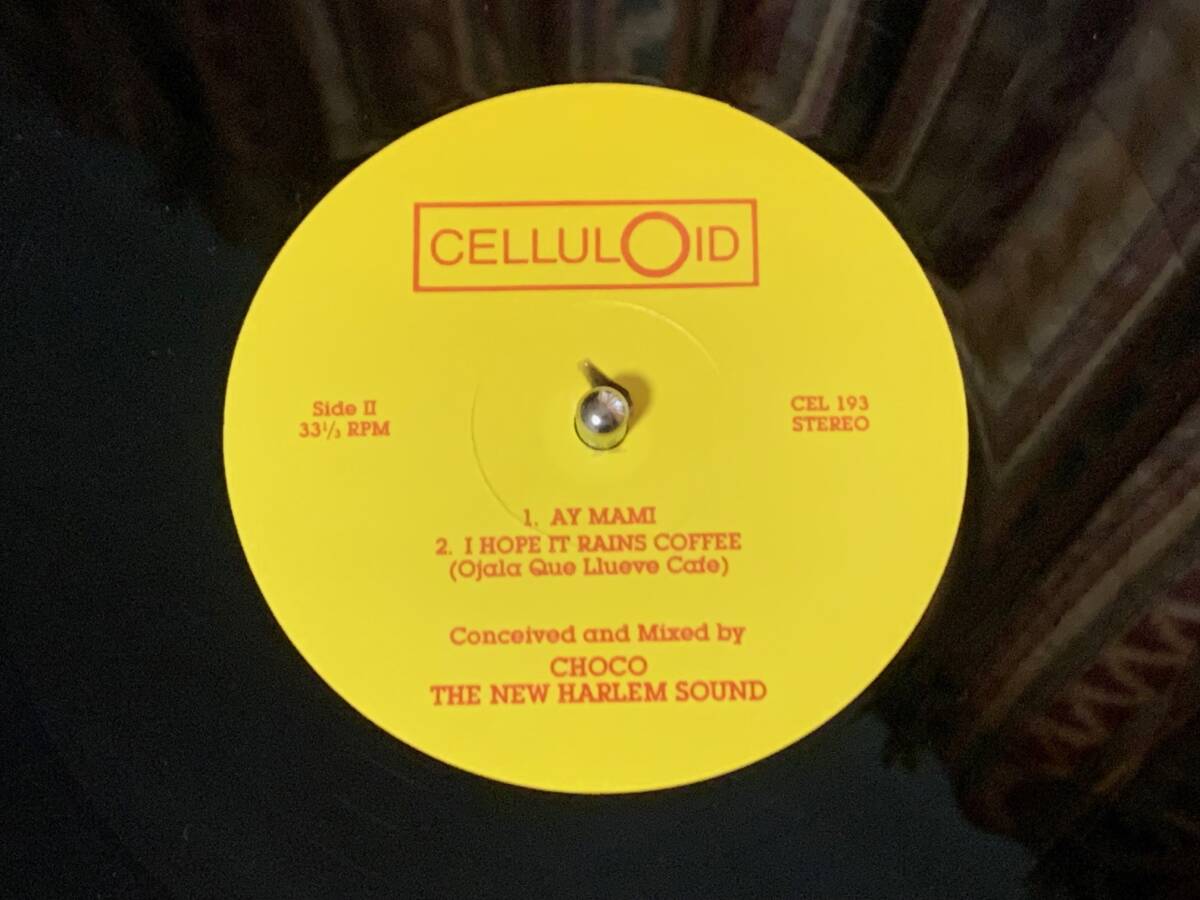 CELLULOID
Side II
33⅓ RPM
CEL 193
STEREO
1. AY MAMI
2. I HOPE IT RAINS COFFEE
(Ojala Que Llueve Cafe)
Conceived and Mixed by
CHOCO
THE NEW HARLEM SOUND